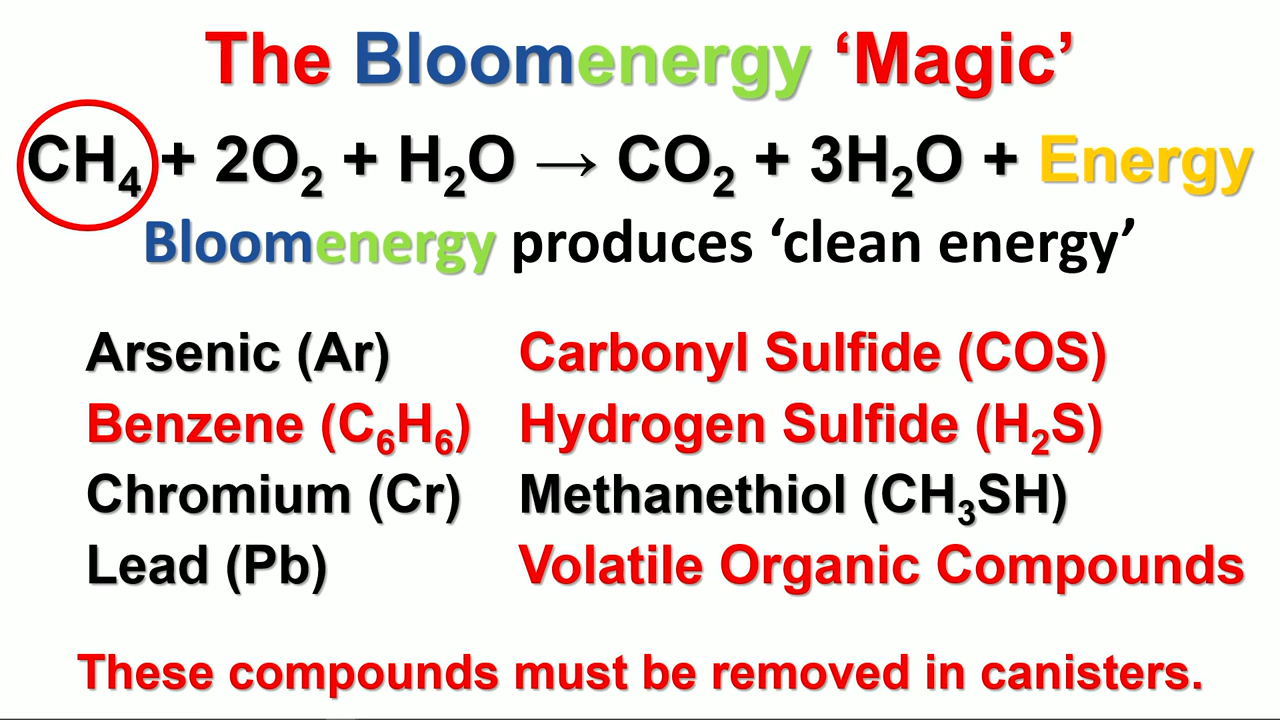 The Bloomenergy ‘Magic’
CH₄ + 2O₂ + H₂O → CO₂ + 3H₂O + Energy
Bloomenergy produces ‘clean energy’
Arsenic (Ar)
Benzene (C₆H₆)
Chromium (Cr)
Lead (Pb)
Carbonyl Sulfide (COS)
Hydrogen Sulfide (H₂S)
Methanethiol (CH₃SH)
Volatile Organic Compounds
These compounds must be removed in canisters.